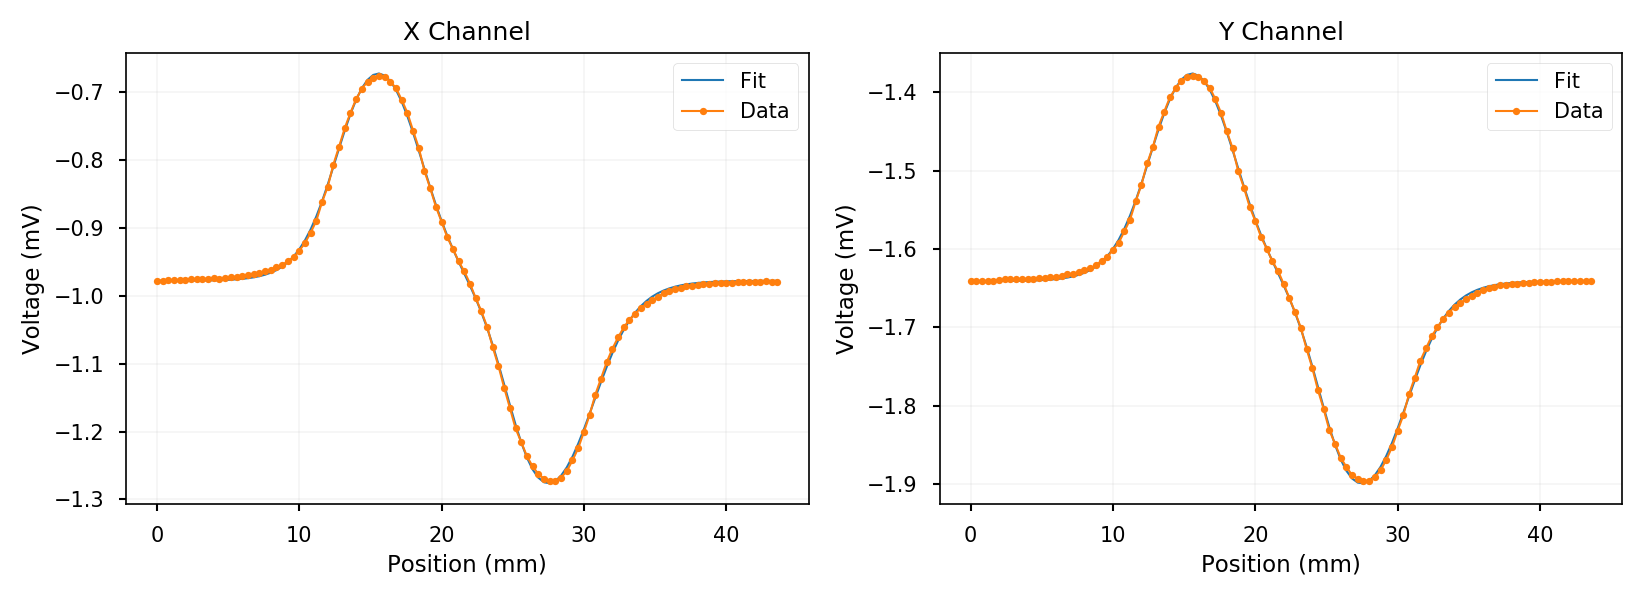 X Channel
Voltage (mV)
−0.7
−0.8
−0.9
−1.0
−1.1
−1.2
−1.3
0 10 20 30 40
Position (mm)
Fit
Data
Y Channel
Voltage (mV)
−1.4
−1.5
−1.6
−1.7
−1.8
−1.9
0 10 20 30 40
Position (mm)
Fit
Data